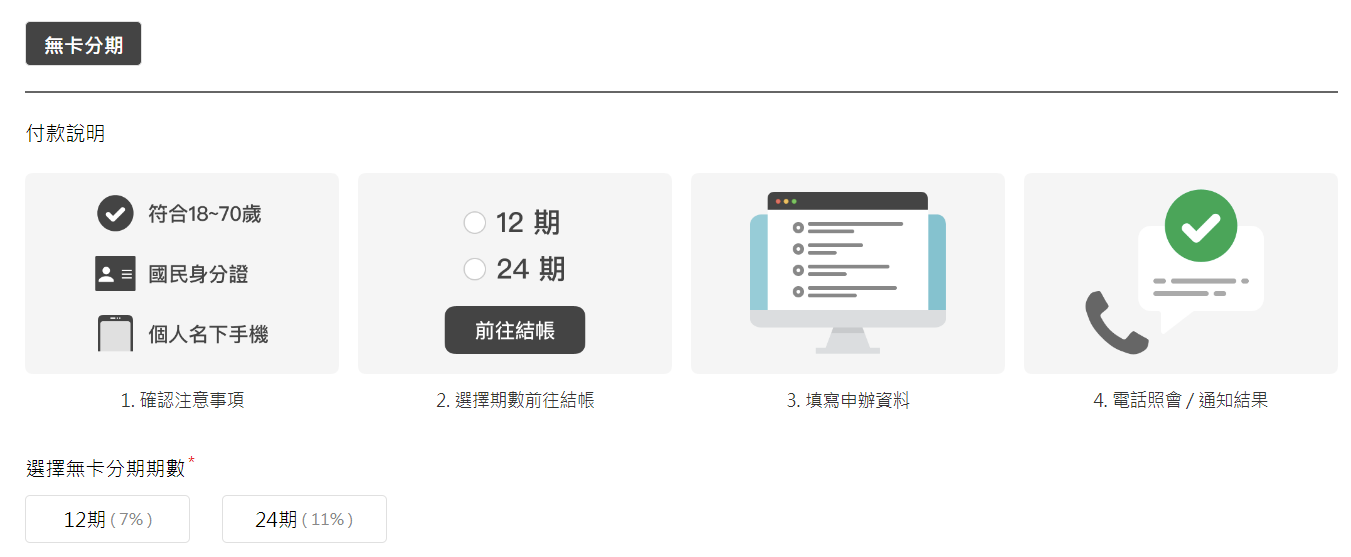 無卡分期
付款說明
符合18~70歲
國民身分證
個人名下手機
1. 確認注意事項
12 期
24 期
前往結帳
2. 選擇期數前往結帳
3. 填寫申辦資料
4. 電話照會 / 通知結果
選擇無卡分期期數*
12期 ( 7% )
24期 ( 11% )